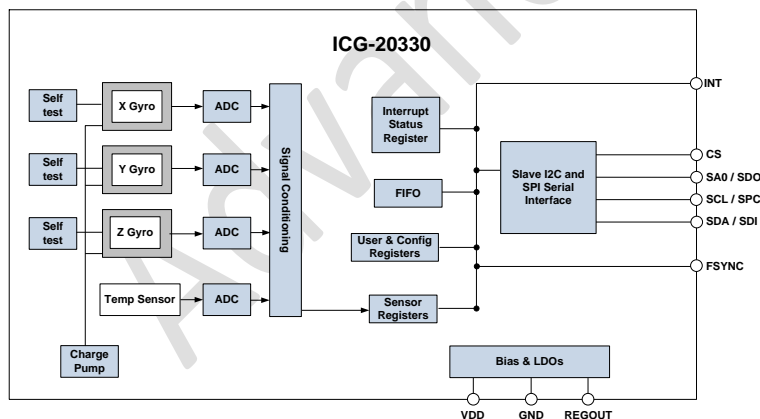 ICG-20330
Self
test
X Gyro
ADC
Self
test
Y Gyro
ADC
Self
test
Z Gyro
ADC
Temp Sensor
ADC
Charge
Pump
Signal Conditioning
Interrupt
Status
Register
FIFO
User & Config
Registers
Sensor
Registers
Slave I2C and
SPI Serial
Interface
Bias & LDOs
INT
CS
SA0 / SDO
SCL / SPC
SDA / SDI
FSYNC
VDD
GND
REGOUT